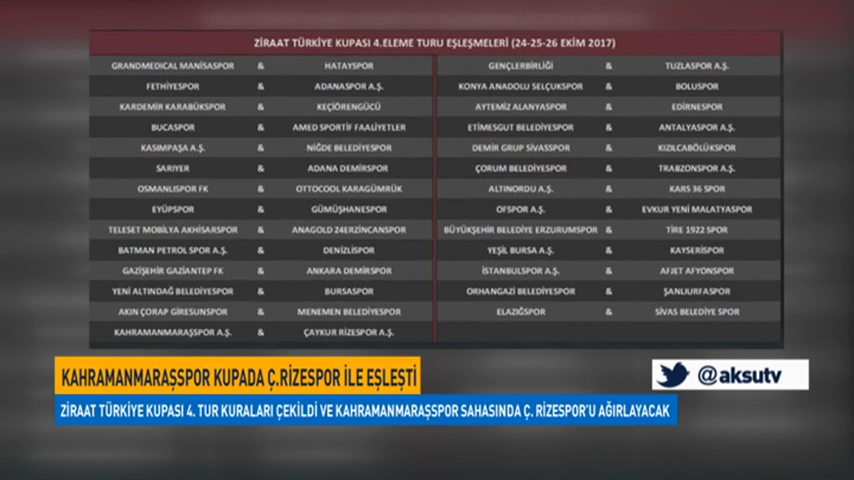 ZİRAAT TÜRKİYE KUPASI 4.ELEME TURU EŞLEŞMELERİ (24-25-26 EKİM 2017)
GRANDMEDICAL MANİSASPOR & HATAYSPOR GENÇLERBİRLİĞİ & TUZLASPOR A.Ş.
FETHİYESPOR & ADANASPOR A.Ş. KONYA ANADOLU SELÇUKSPOR & BOLUSPOR
KARDEMİR KARABÜKSPOR & KEÇİÖRENGÜCÜ AYTEMİZ ALANYASPOR & EDİRNESPOR
BUCASPOR & AMED SPORTİF FAALİYETLER ETİMESGUT BELEDİYESPOR & ANTALYASPOR A.Ş.
KASIMPAŞA A.Ş. & NİĞDE BELEDİYESPOR DEMİR GRUP SİVASSPOR & KIZILCABÖLÜKSPOR
SARIYER & ADANA DEMİRSPOR ÇORUM BELEDİYESPOR & TRABZONSPOR A.Ş.
OSMANLISPOR FK & OTTOCOOL KARAGÜMRÜK ALTINORDU A.Ş. & KARS 36 SPOR
EYÜPSPOR & GÜMÜŞHANESPOR OFSPOR A.Ş. & EVKUR YENİ MALATYASPOR
TELESET MOBİLYA AKHİSARSPOR & ANAGOLD 24ERZİNCANSPOR BÜYÜKŞEHİR BELEDİYE ERZURUMSPOR & TİRE 1922 SPOR
BATMAN PETROL SPOR A.Ş. & DENİZLİSPOR YEŞİL BURSA A.Ş. & KAYSERİSPOR
GAZİŞEHİR GAZİANTEP FK & ANKARA DEMİRSPOR İSTANBULSPOR A.Ş. & AFJET AFYONSPOR
YENİ ALTINDAĞ BELEDİYESPOR & BURSASPOR ORHANGAZİ BELEDİYESPOR & ŞANLIURFASPOR
AKIN ÇORAP GİRESUNSPOR & MENEMEN BELEDİYESPOR ELAZIĞSPOR & SİVAS BELEDİYE SPOR
KAHRAMANMARAŞSPOR A.Ş. & ÇAYKUR RİZESPOR A.Ş.
KAHRAMANMARAŞSPOR KUPADA Ç.RİZESPOR İLE EŞLEŞTİ
@aksutv
ZİRAAT TÜRKİYE KUPASI 4. TUR KURALARI ÇEKİLDİ VE KAHRAMANMARAŞSPOR SAHASINDA Ç. RİZESPOR'U AĞIRLAYACAK